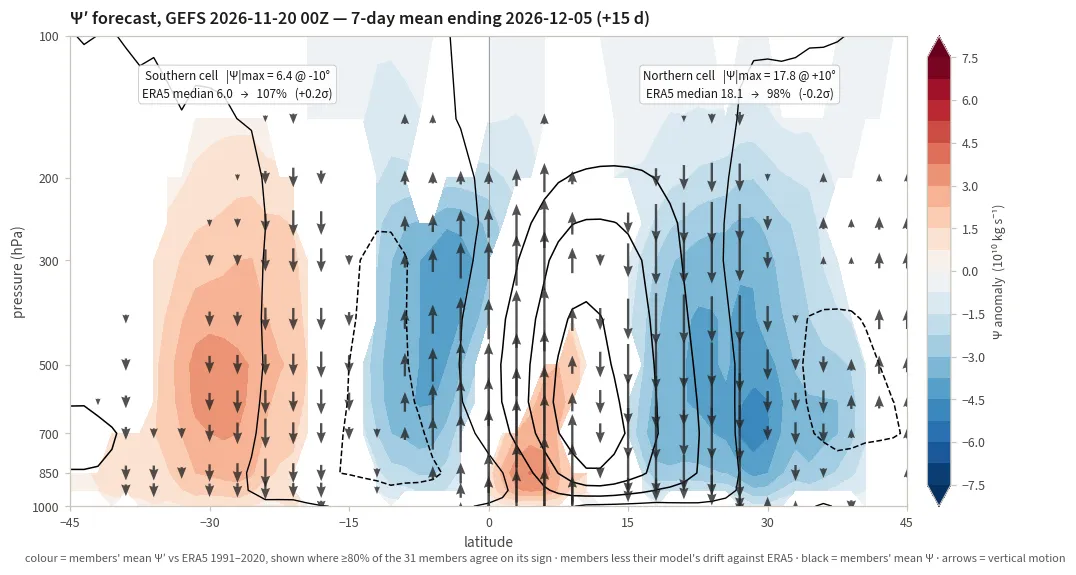 Ψ′ forecast, GEFS 2026-11-20 00Z — 7-day mean ending 2026-12-05 (+15 d)
Southern cell |Ψ|max = 6.4 @ -10°
ERA5 median 6.0 → 107% (+0.2σ)
Northern cell |Ψ|max = 17.8 @ +10°
ERA5 median 18.1 → 98% (-0.2σ)
100
200
300
400
500
700
850
1000
pressure (hPa)
−45
−30
−15
0
15
30
45
latitude
7.5
6.0
4.5
3.0
1.5
0.0
−1.5
−3.0
−4.5
−6.0
−7.5
Ψ anomaly (10¹⁰ kg s⁻¹)
colour = members' mean Ψ′ vs ERA5 1991–2020, shown where ≥80% of the 31 members agree on its sign · members less their model's drift against ERA5 · black = members' mean Ψ · arrows = vertical motion